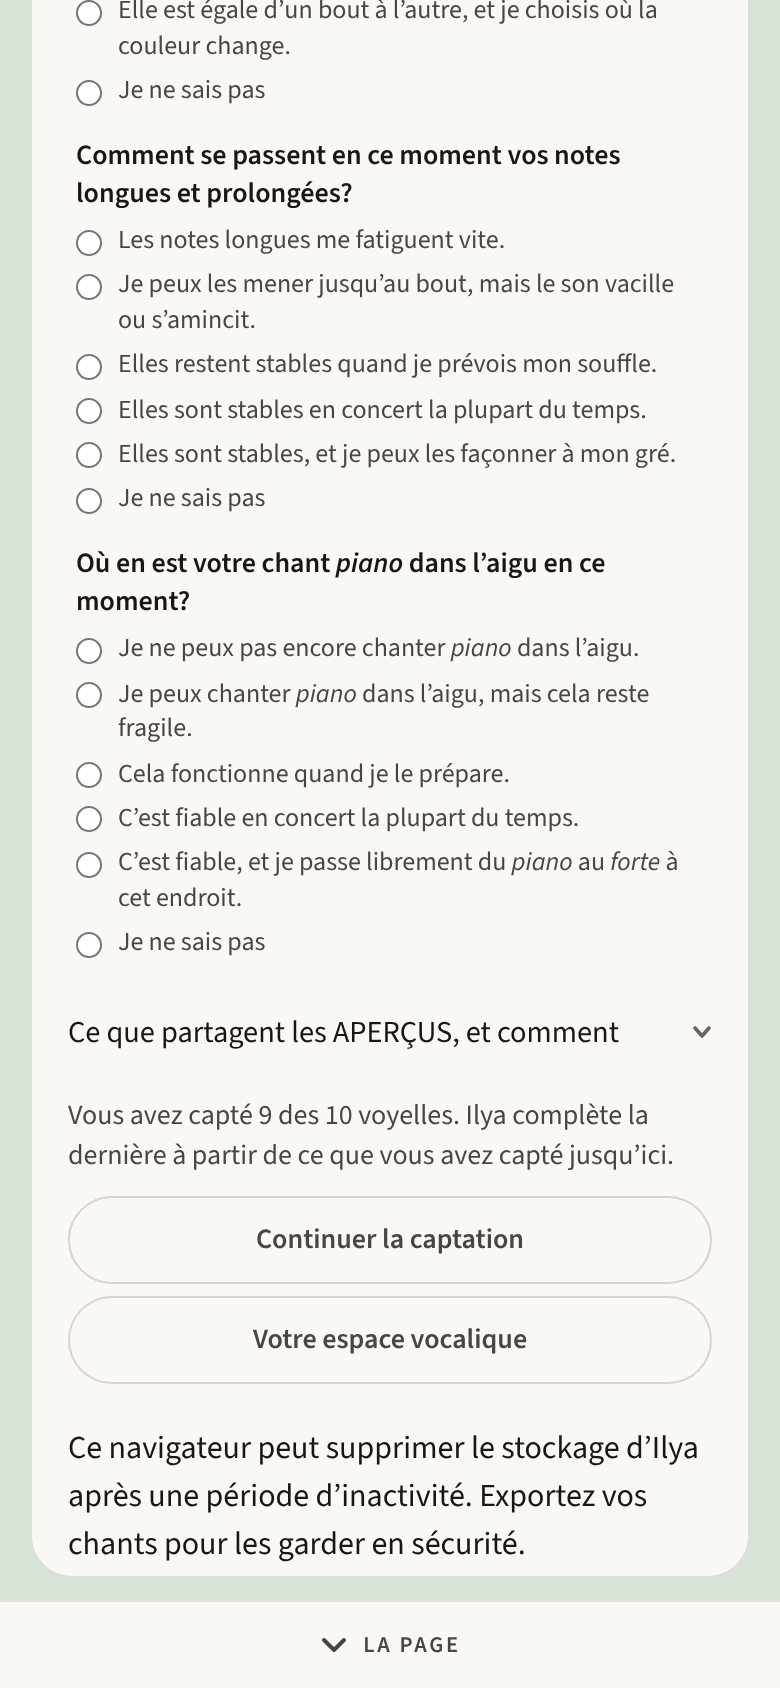 Elle est égale d’un bout à l’autre, et je choisis où la
couleur change.
Je ne sais pas
Comment se passent en ce moment vos notes
longues et prolongées?
Les notes longues me fatiguent vite.
Je peux les mener jusqu’au bout, mais le son vacille
ou s’amincit.
Elles restent stables quand je prévois mon souffle.
Elles sont stables en concert la plupart du temps.
Elles sont stables, et je peux les façonner à mon gré.
Je ne sais pas
Où en est votre chant piano dans l’aigu en ce
moment?
Je ne peux pas encore chanter piano dans l’aigu.
Je peux chanter piano dans l’aigu, mais cela reste
fragile.
Cela fonctionne quand je le prépare.
C’est fiable en concert la plupart du temps.
C’est fiable, et je passe librement du piano au forte à
cet endroit.
Je ne sais pas
Ce que partagent les APERÇUS, et comment
Vous avez capté 9 des 10 voyelles. Ilya complète la
dernière à partir de ce que vous avez capté jusqu’ici.
Continuer la captation
Votre espace vocalique
Ce navigateur peut supprimer le stockage d’Ilya
après une période d’inactivité. Exportez vos
chants pour les garder en sécurité.
LA PAGE